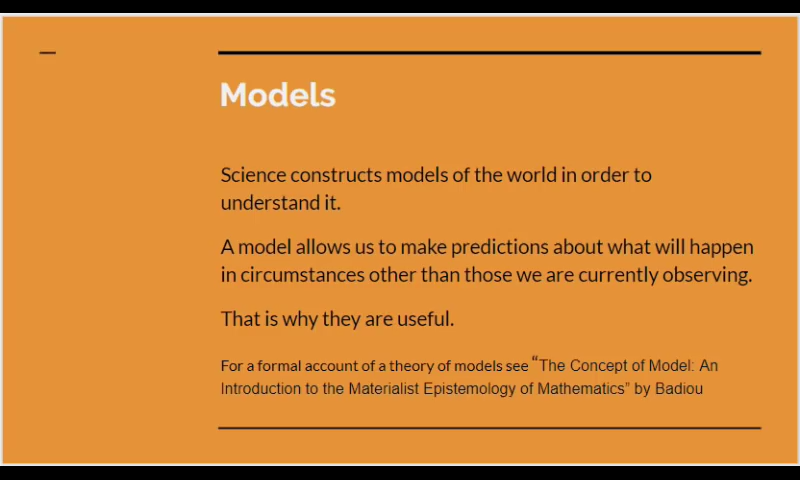 Models
Science constructs models of the world in order to
understand it.
A model allows us to make predictions about what will happen
in circumstances other than those we are currently observing.
That is why they are useful.
For a formal account of a theory of models see “The Concept of Model: An
Introduction to the Materialist Epistemology of Mathematics” by Badiou